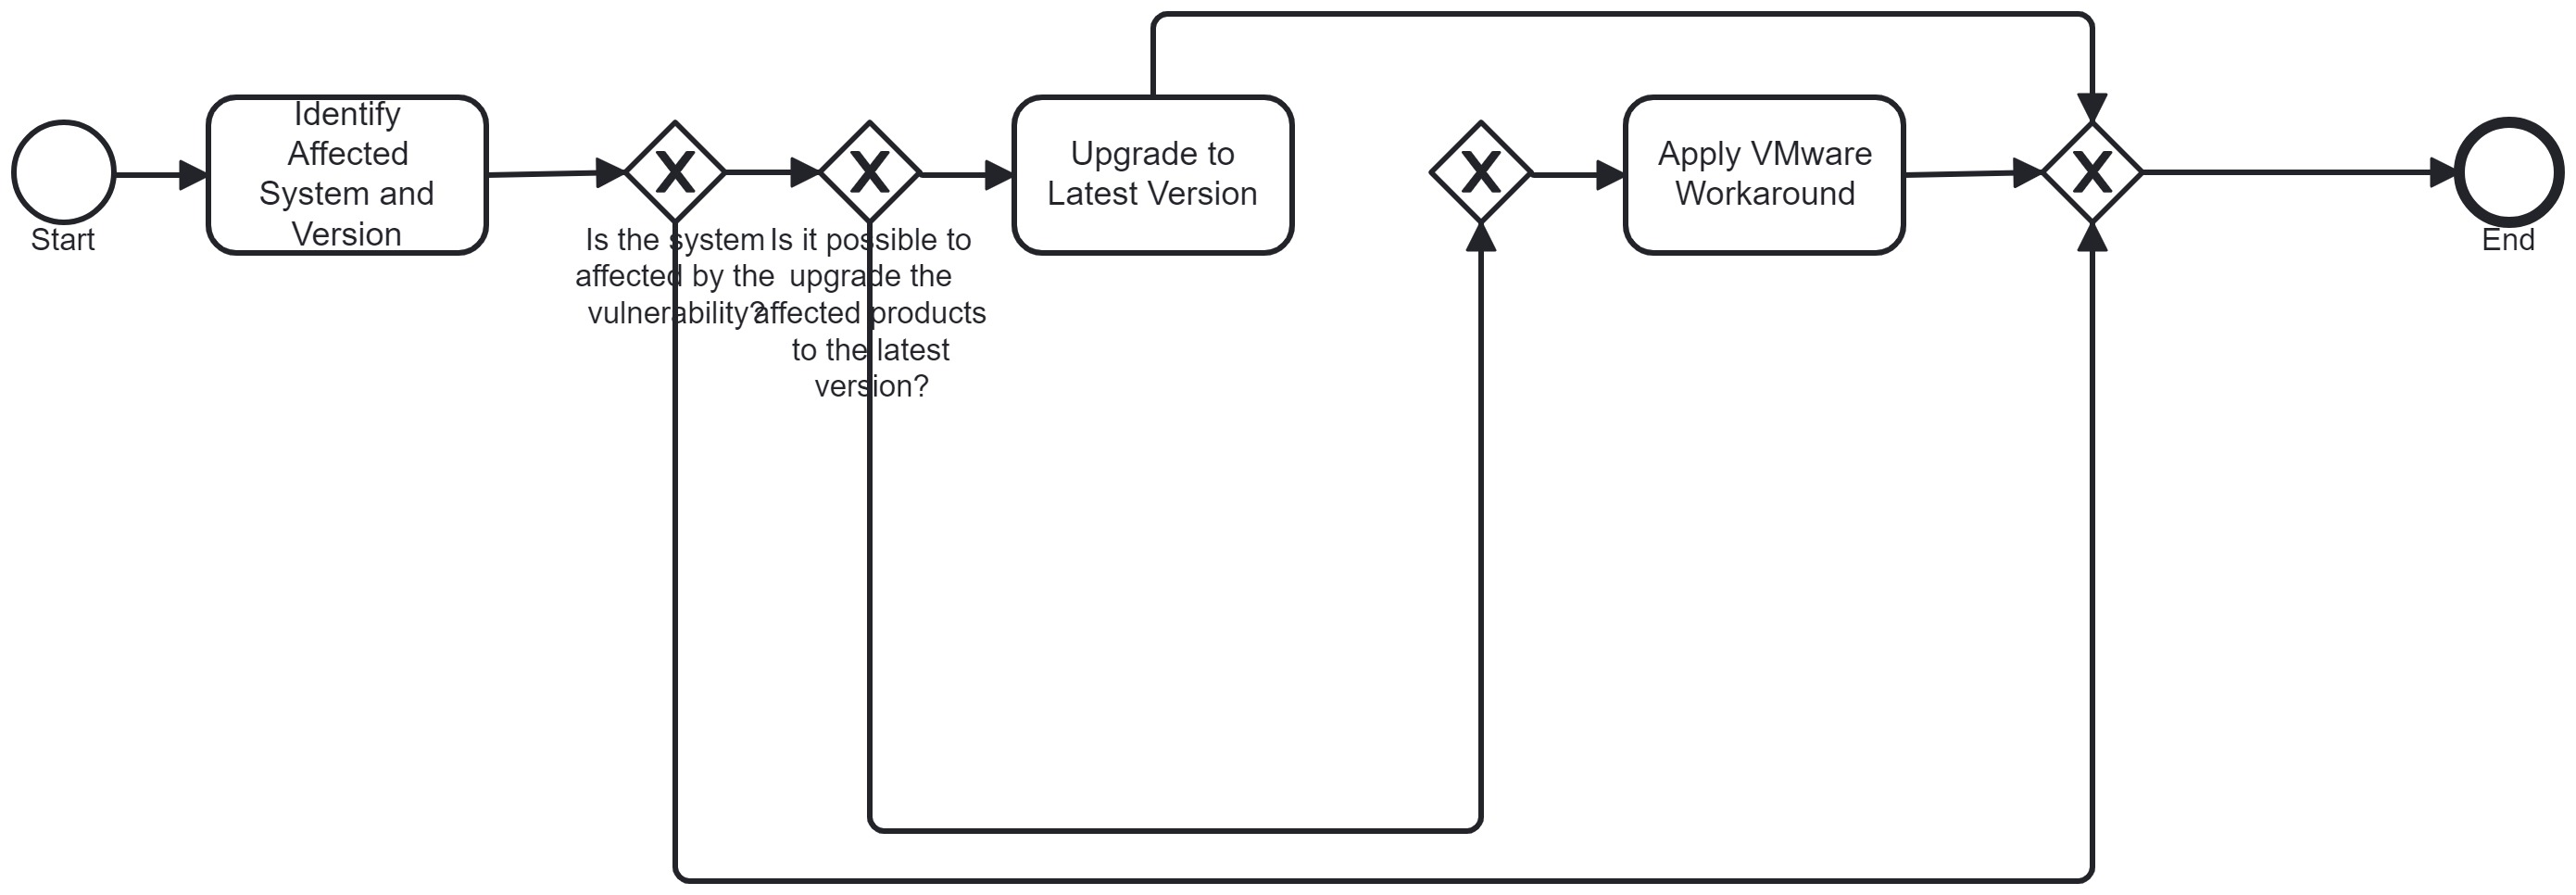 Identify
Affected
System and
Version
Upgrade to
Latest Version
Apply VMware
Workaround
Start
Is the system
affected by the
vulnerability?
Is it possible to
upgrade the
affected products
to the latest
version?
End
X
X
X
X